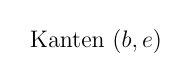 Kanten (b, e)